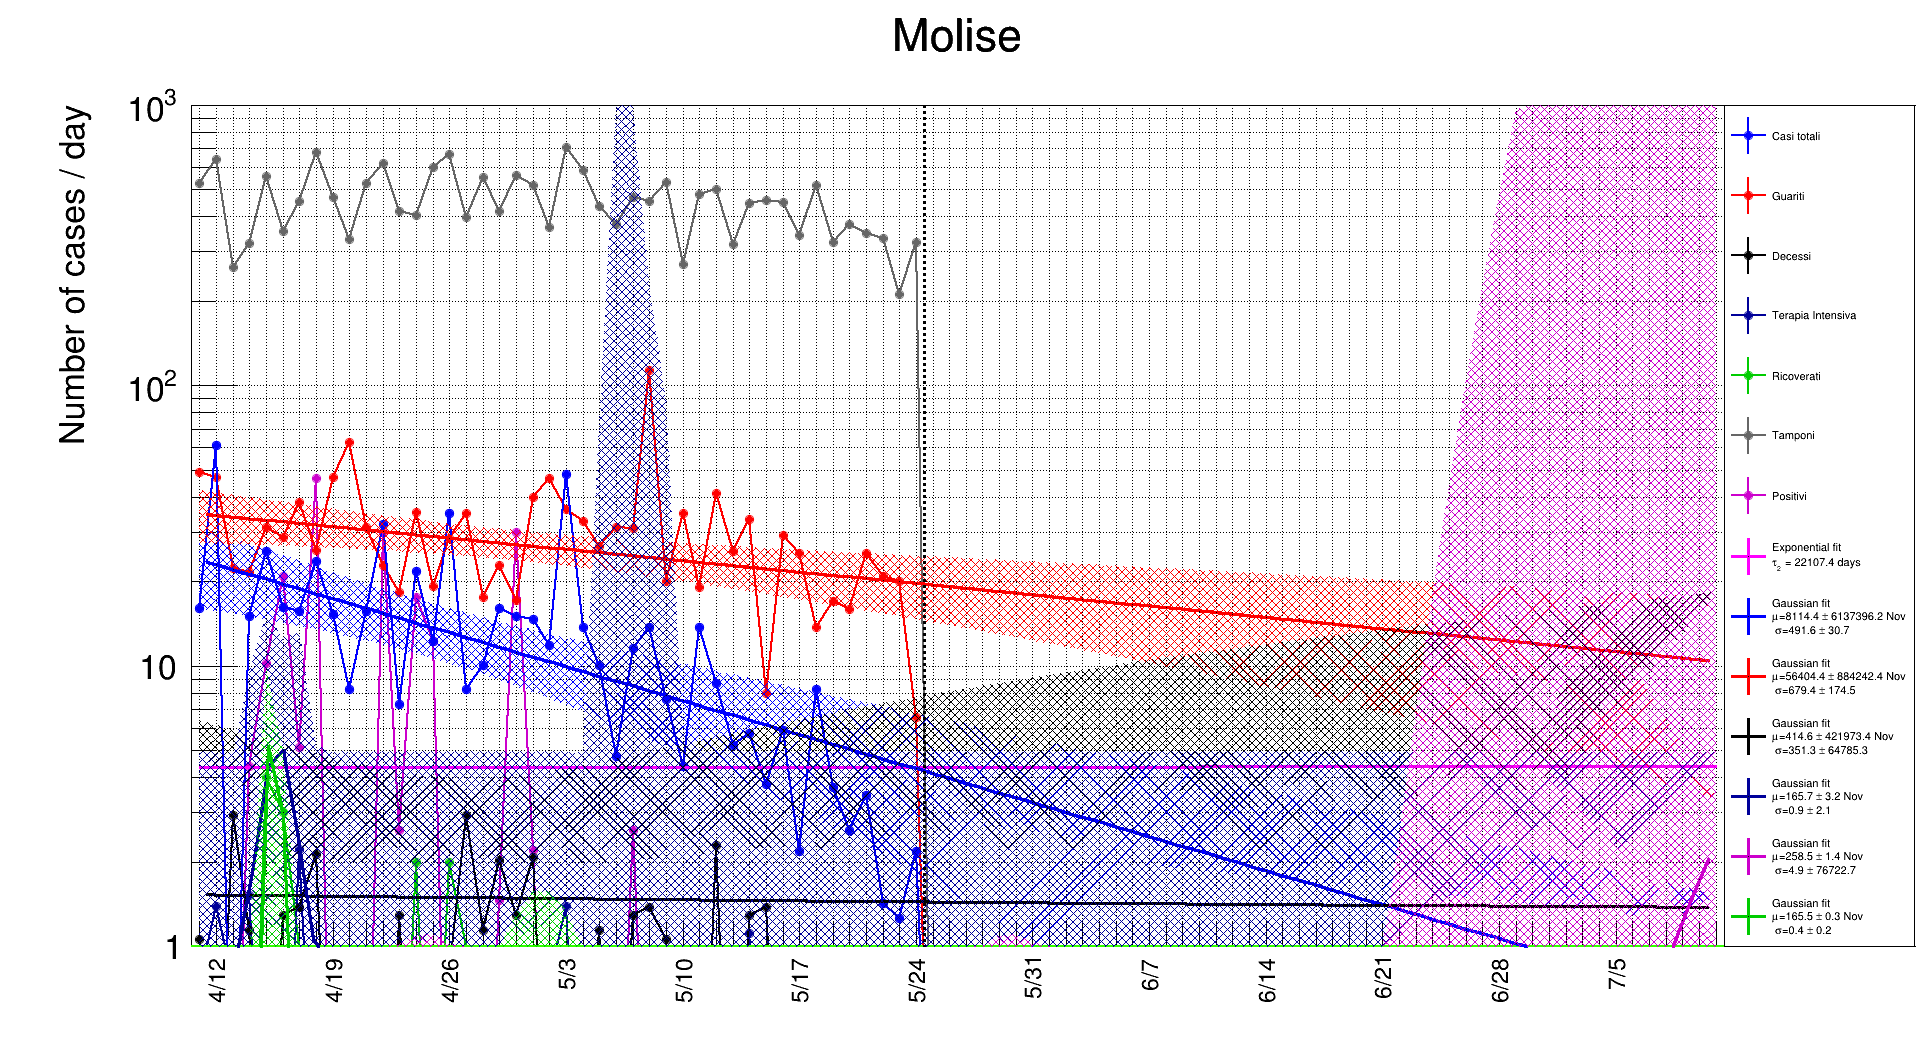 Molise
Number of cases / day
10³
10²
10
1
4/12
4/19
4/26
5/3
5/10
5/17
5/24
5/31
6/7
6/14
6/21
6/28
7/5
Casi totali
Guariti
Decessi
Terapia Intensiva
Ricoverati
Tamponi
Positivi
Exponential fit
τ₂ = 22107.4 days
Gaussian fit
μ=8114.4 ± 6137396.2 Nov
σ=491.6 ± 30.7
Gaussian fit
μ=56404.4 ± 884242.4 Nov
σ=679.4 ± 174.5
Gaussian fit
μ=414.6 ± 421973.4 Nov
σ=351.3 ± 64785.3
Gaussian fit
μ=165.7 ± 3.2 Nov
σ=0.9 ± 2.1
Gaussian fit
μ=258.5 ± 1.4 Nov
σ=4.9 ± 76722.7
Gaussian fit
μ=165.5 ± 0.3 Nov
σ=0.4 ± 0.2